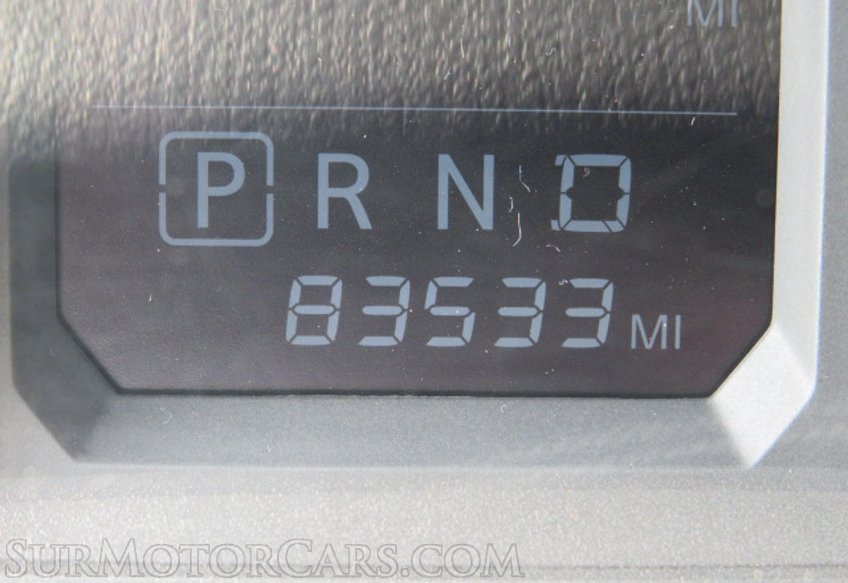 MI
P R N D
83533 MI
SurMotorCars.com